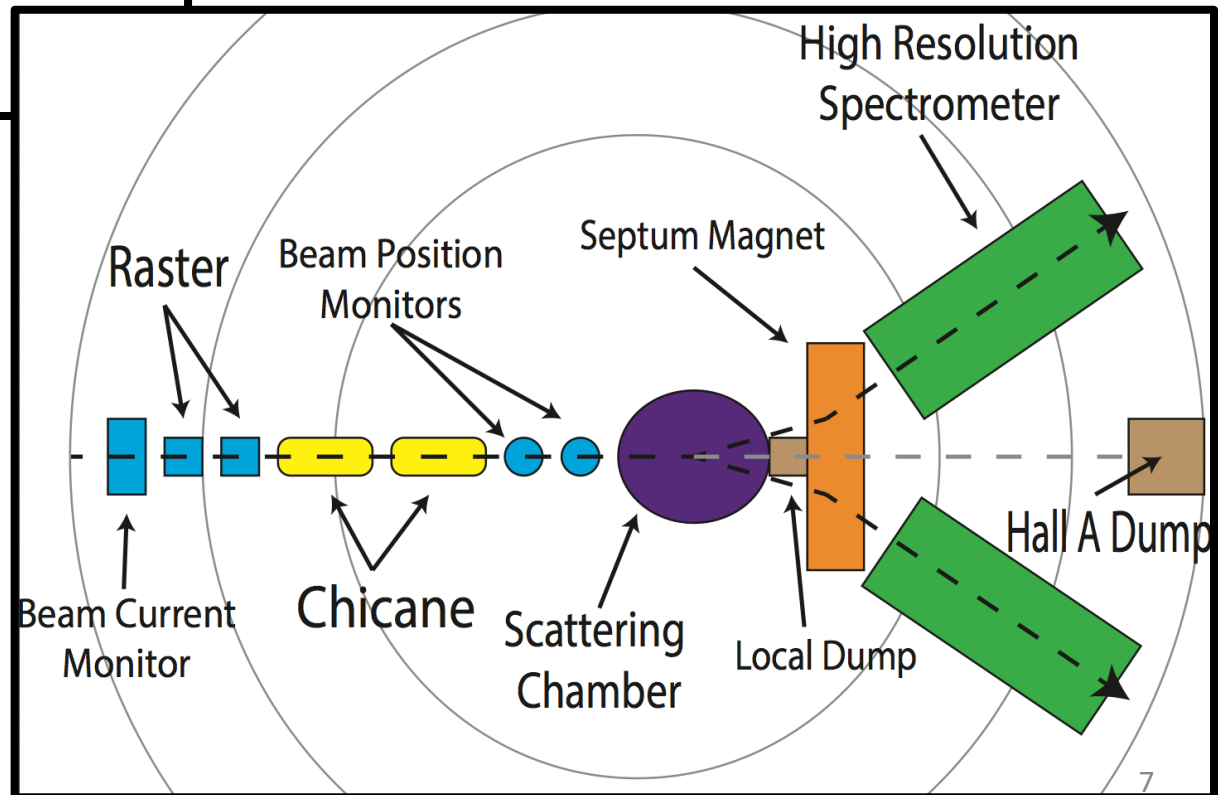 High Resolution
Spectrometer
Septum Magnet
Beam Position
Monitors
Raster
Hall A Dump
Chicane
Beam Current
Monitor
Scattering
Chamber
Local Dump
7